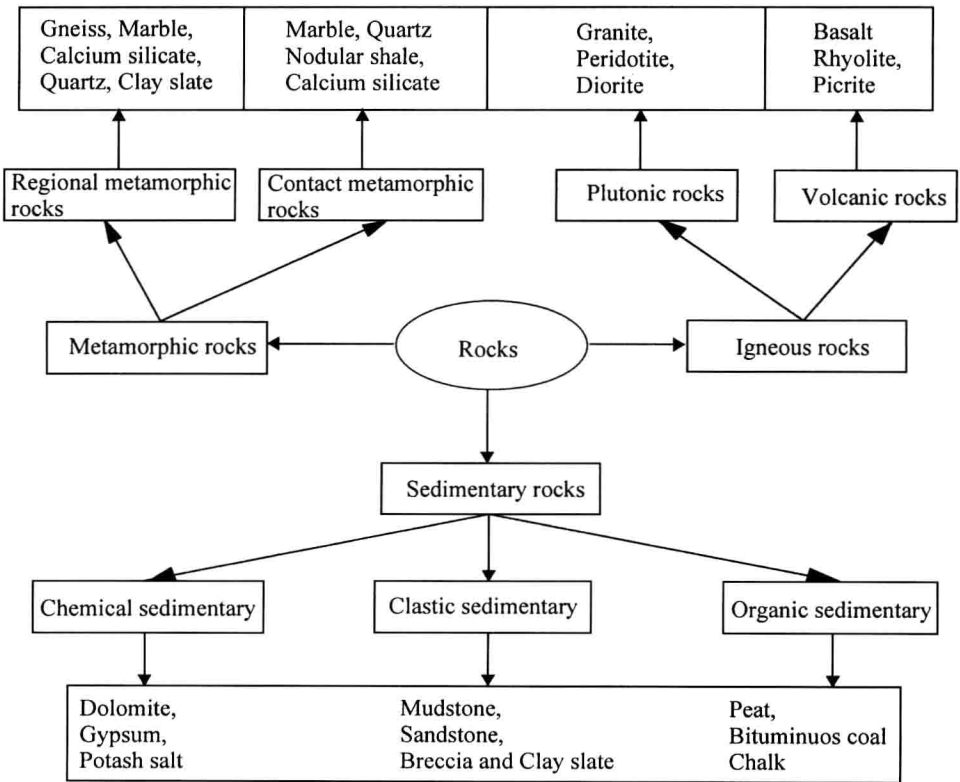 Gneiss, Marble,
Calcium silicate,
Quartz, Clay slate
Marble, Quartz
Nodular shale,
Calcium silicate
Granite,
Peridotite,
Diorite
Basalt
Rhyolite,
Picrite
Regional metamorphic
rocks
Contact metamorphic
rocks
Plutonic rocks
Volcanic rocks
Metamorphic rocks
Rocks
Igneous rocks
Sedimentary rocks
Chemical sedimentary
Clastic sedimentary
Organic sedimentary
Dolomite,
Gypsum,
Potash salt
Mudstone,
Sandstone,
Breccia and Clay slate
Peat,
Bituminuos coal
Chalk